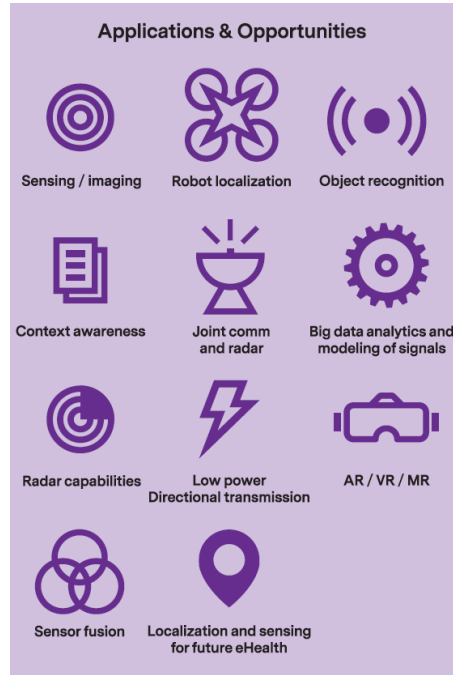 Applications & Opportunities
Sensing / imaging
Robot localization
Object recognition
Context awareness
Joint comm
and radar
Big data analytics and
modeling of signals
Radar capabilities
Low power
Directional transmission
AR / VR / MR
Sensor fusion
Localization and sensing
for future eHealth